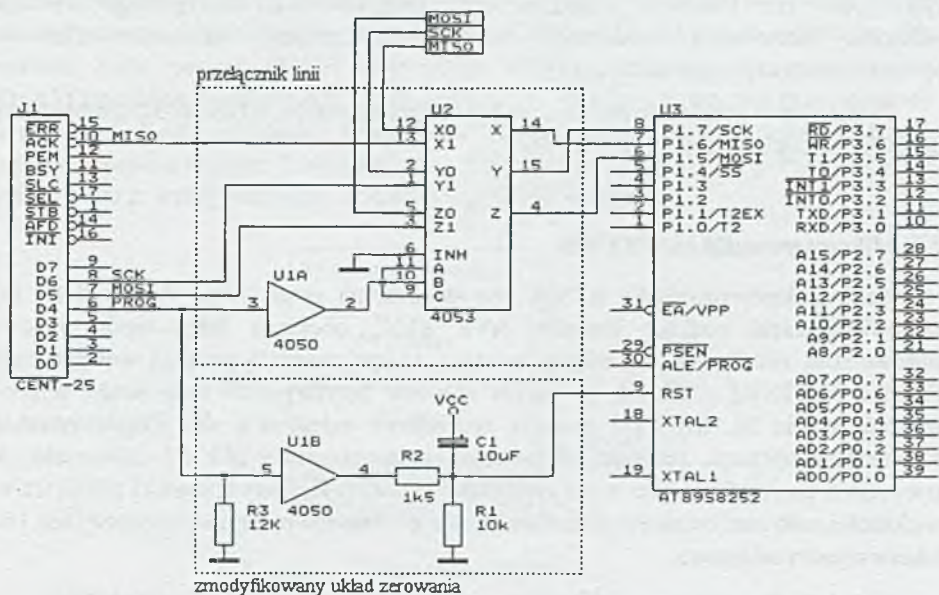 MOSI
SCK
MISO
przełącznik linii
J1
ERR 15
ACK 10 MISO
PEM 12
BSY 11
SLC 13
SEL 17
STB 1
AFD 14
INI 16
D7 9
D6 8 SCK
D5 7 MOSI
D4 6 PROG
D3 5
D2 4
D1 3
D0 2
CENT-25
U1A
3 2
4050
U2
12 X0 X 14
13 X1
2 Y0 Y 15
1 Y1
5 Z0 Z 4
3 Z1
6 INH
11 A
10 B
9 C
4053
VCC
U1B
5 4
4050
R2
1k5
C1
10uF
R3
12K
R1
10k
zmodyfikowany układ zerowania
U3
8 P1.7/SCK RD/P3.7 17
7 P1.6/MISO WR/P3.6 16
6 P1.5/MOSI T1/P3.5 15
5 P1.4/SS T0/P3.4 14
4 P1.3 INT1/P3.3 13
3 P1.2 INT0/P3.2 12
2 P1.1/T2EX TXD/P3.1 11
1 P1.0/T2 RXD/P3.0 10
A15/P2.7 28
A14/P2.6 27
A13/P2.5 26
A12/P2.4 25
31 EA/VPP A11/P2.3 24
A10/P2.2 23
A9/P2.1 22
29 PSEN A8/P2.0 21
30 ALE/PROG
AD7/P0.7 32
9 RST AD6/P0.6 33
AD5/P0.5 34
18 XTAL2 AD4/P0.4 35
AD3/P0.3 36
AD2/P0.2 37
AD1/P0.1 38
19 XTAL1 AD0/P0.0 39
AT89S8252